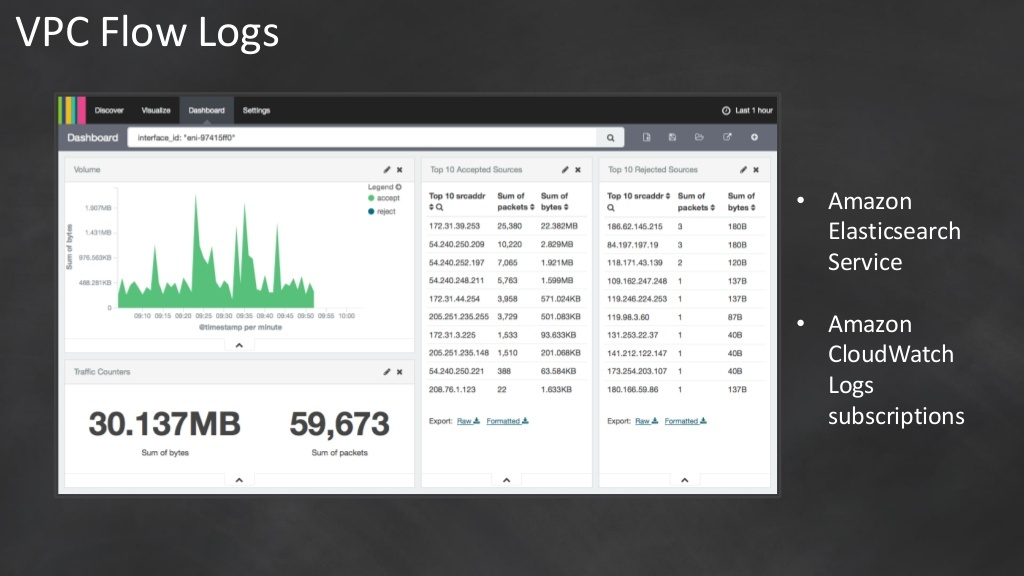 VPC Flow Logs
Discover Visualize Dashboard Settings Last 1 hour
Dashboard interface_id: "eni-97415ff0"
Volume
Legend
accept
reject
Sum of bytes
1.907MB
1.431MB
976.563KB
488.281KB
0
09:10 09:15 09:20 09:25 09:30 09:35 09:40 09:45 09:50 09:55 10:00
@timestamp per minute
Traffic Counters
30.137MB 59,673
Sum of bytes Sum of packets
Top 10 Accepted Sources
Top 10 srcaddr Sum of packets Sum of bytes
172.31.39.253 25,380 22.382MB
54.240.250.209 10,220 2.829MB
54.240.252.197 7,065 1.921MB
54.240.248.211 5,763 1.599MB
172.31.44.254 3,958 571.024KB
205.251.235.255 3,729 501.083KB
172.31.3.225 1,533 93.633KB
205.251.235.148 1,510 201.068KB
54.240.250.221 388 63.584KB
208.76.1.123 22 1.633KB
Export: Raw Formatted
Top 10 Rejected Sources
Top 10 srcaddr Sum of packets Sum of bytes
186.62.145.215 3 180B
84.197.197.19 3 180B
118.171.43.139 2 120B
109.162.247.248 1 137B
119.246.224.253 1 137B
119.98.3.60 1 87B
131.253.22.37 1 40B
141.212.122.147 1 40B
173.254.203.107 1 40B
180.166.59.86 1 137B
Export: Raw Formatted
• Amazon
Elasticsearch
Service
• Amazon
CloudWatch
Logs
subscriptions